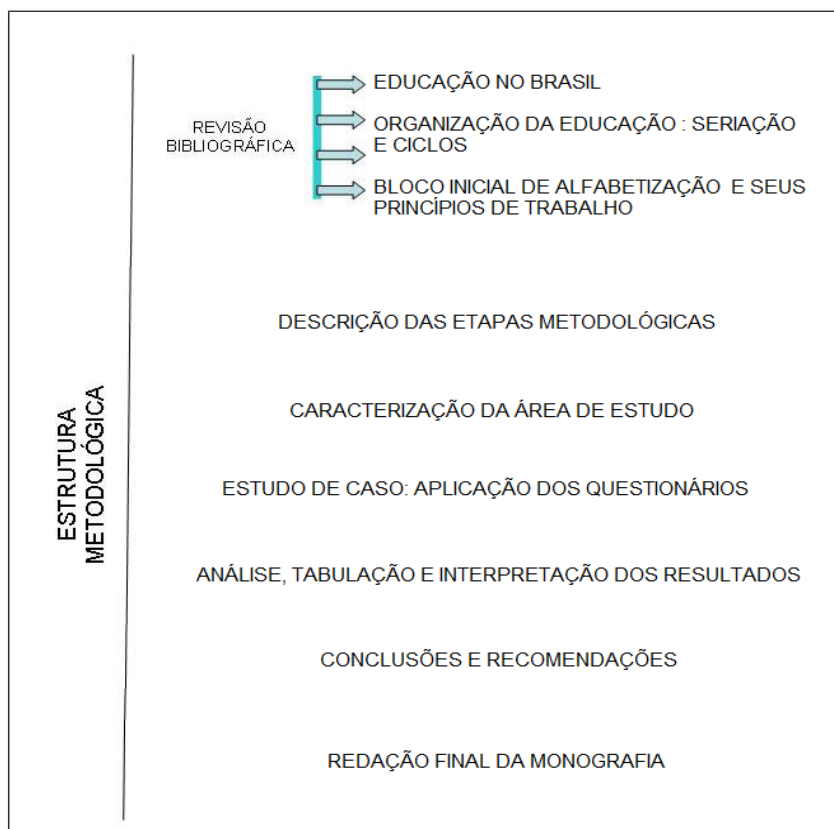 EDUCAÇÃO NO BRASIL
REVISÃO
BIBLIOGRÁFICA
ORGANIZAÇÃO DA EDUCAÇÃO : SERIAÇÃO
E CICLOS
BLOCO INICIAL DE ALFABETIZAÇÃO E SEUS
PRINCÍPIOS DE TRABALHO
DESCRIÇÃO DAS ETAPAS METODOLÓGICAS
ESTRUTURA
METODOLÓGICA
CARACTERIZAÇÃO DA ÁREA DE ESTUDO
ESTUDO DE CASO: APLICAÇÃO DOS QUESTIONÁRIOS
ANÁLISE, TABULAÇÃO E INTERPRETAÇÃO DOS RESULTADOS
CONCLUSÕES E RECOMENDAÇÕES
REDAÇÃO FINAL DA MONOGRAFIA